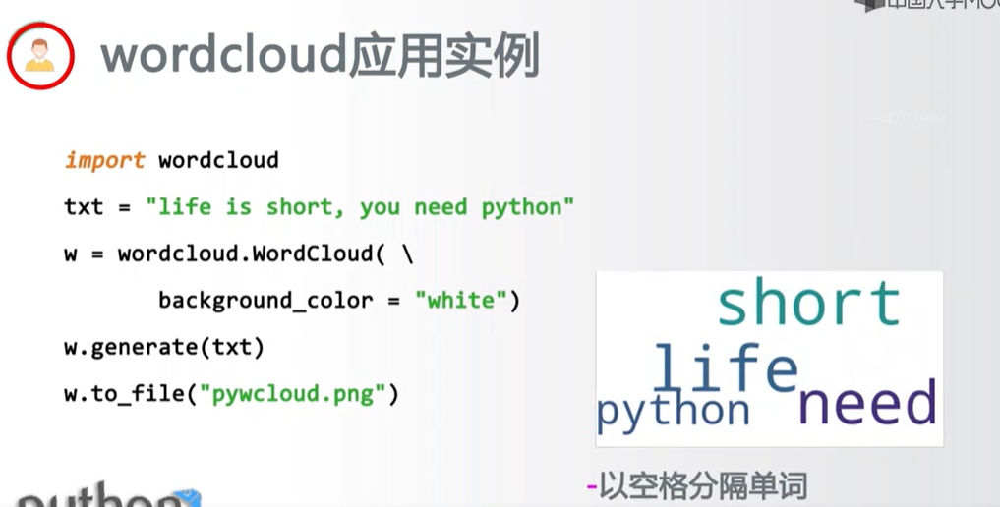 wordcloud应用实例
import wordcloud
txt = "life is short, you need python"
w = wordcloud.WordCloud( \
background_color = "white")
w.generate(txt)
w.to_file("pywcloud.png")
short
life
python
need
-以空格分隔单词